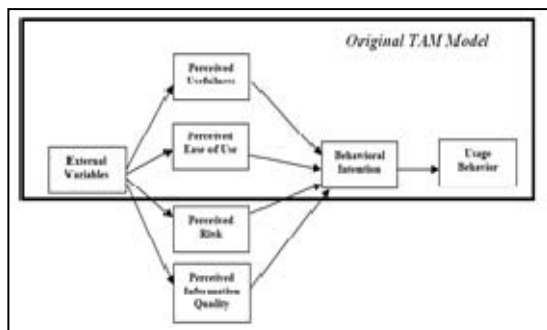 Original TAM Model
Perceived
Usefulness
Perceived
Ease of Use
External
Variables
Behavioral
Intention
Usage
Behavior
Perceived
Risk
Perceived
Information
Quality